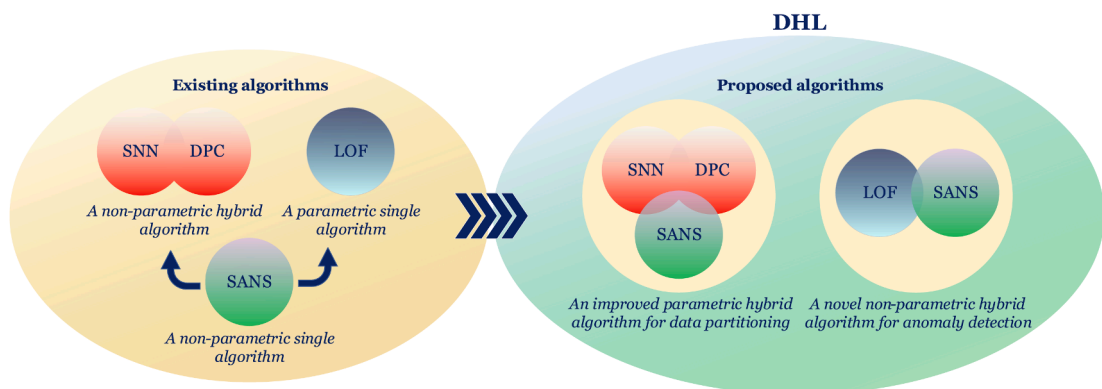 DHL
Existing algorithms
SNN
DPC
LOF
A non-parametric hybrid
algorithm
A parametric single
algorithm
SANS
A non-parametric single
algorithm
Proposed algorithms
SNN
DPC
SANS
LOF
SANS
An improved parametric hybrid
algorithm for data partitioning
A novel non-parametric hybrid
algorithm for anomaly detection